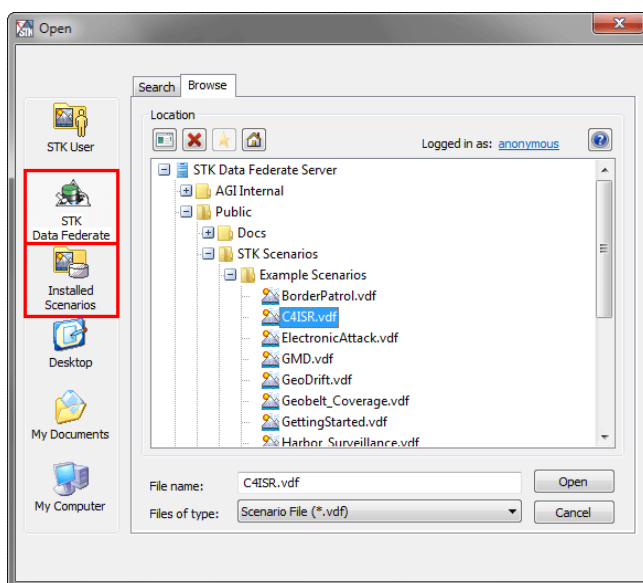 Open
Search Browse
STK User
STK
Data Federate
Installed
Scenarios
Desktop
My Documents
My Computer
Location
Logged in as: anonymous
STK Data Federate Server
AGI Internal
Public
Docs
STK Scenarios
Example Scenarios
BorderPatrol.vdf
C4ISR.vdf
ElectronicAttack.vdf
GMD.vdf
GeoDrift.vdf
Geobelt_Coverage.vdf
GettingStarted.vdf
Harbor_Surveillance.vdf
File name: C4ISR.vdf Open
Files of type: Scenario File (*.vdf) Cancel